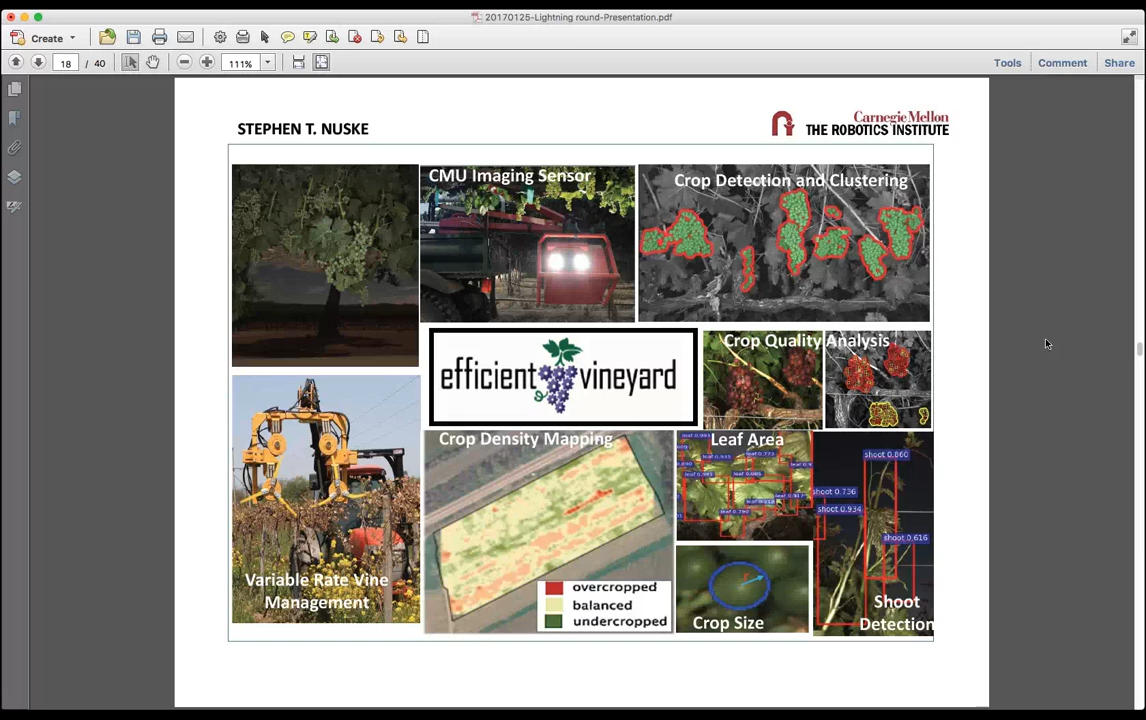 20170125-Lightning round-Presentation.pdf
Create
18 / 40
111%
Tools
Comment
Share
STEPHEN T. NUSKE
Carnegie Mellon
THE ROBOTICS INSTITUTE
CMU Imaging Sensor
Crop Detection and Clustering
efficient vineyard
Crop Quality Analysis
Crop Density Mapping
Leaf Area
shoot 0.860
shoot 0.736
shoot 0.934
shoot 0.616
Variable Rate Vine
Management
overcropped
balanced
undercropped
Crop Size
Shoot
Detection